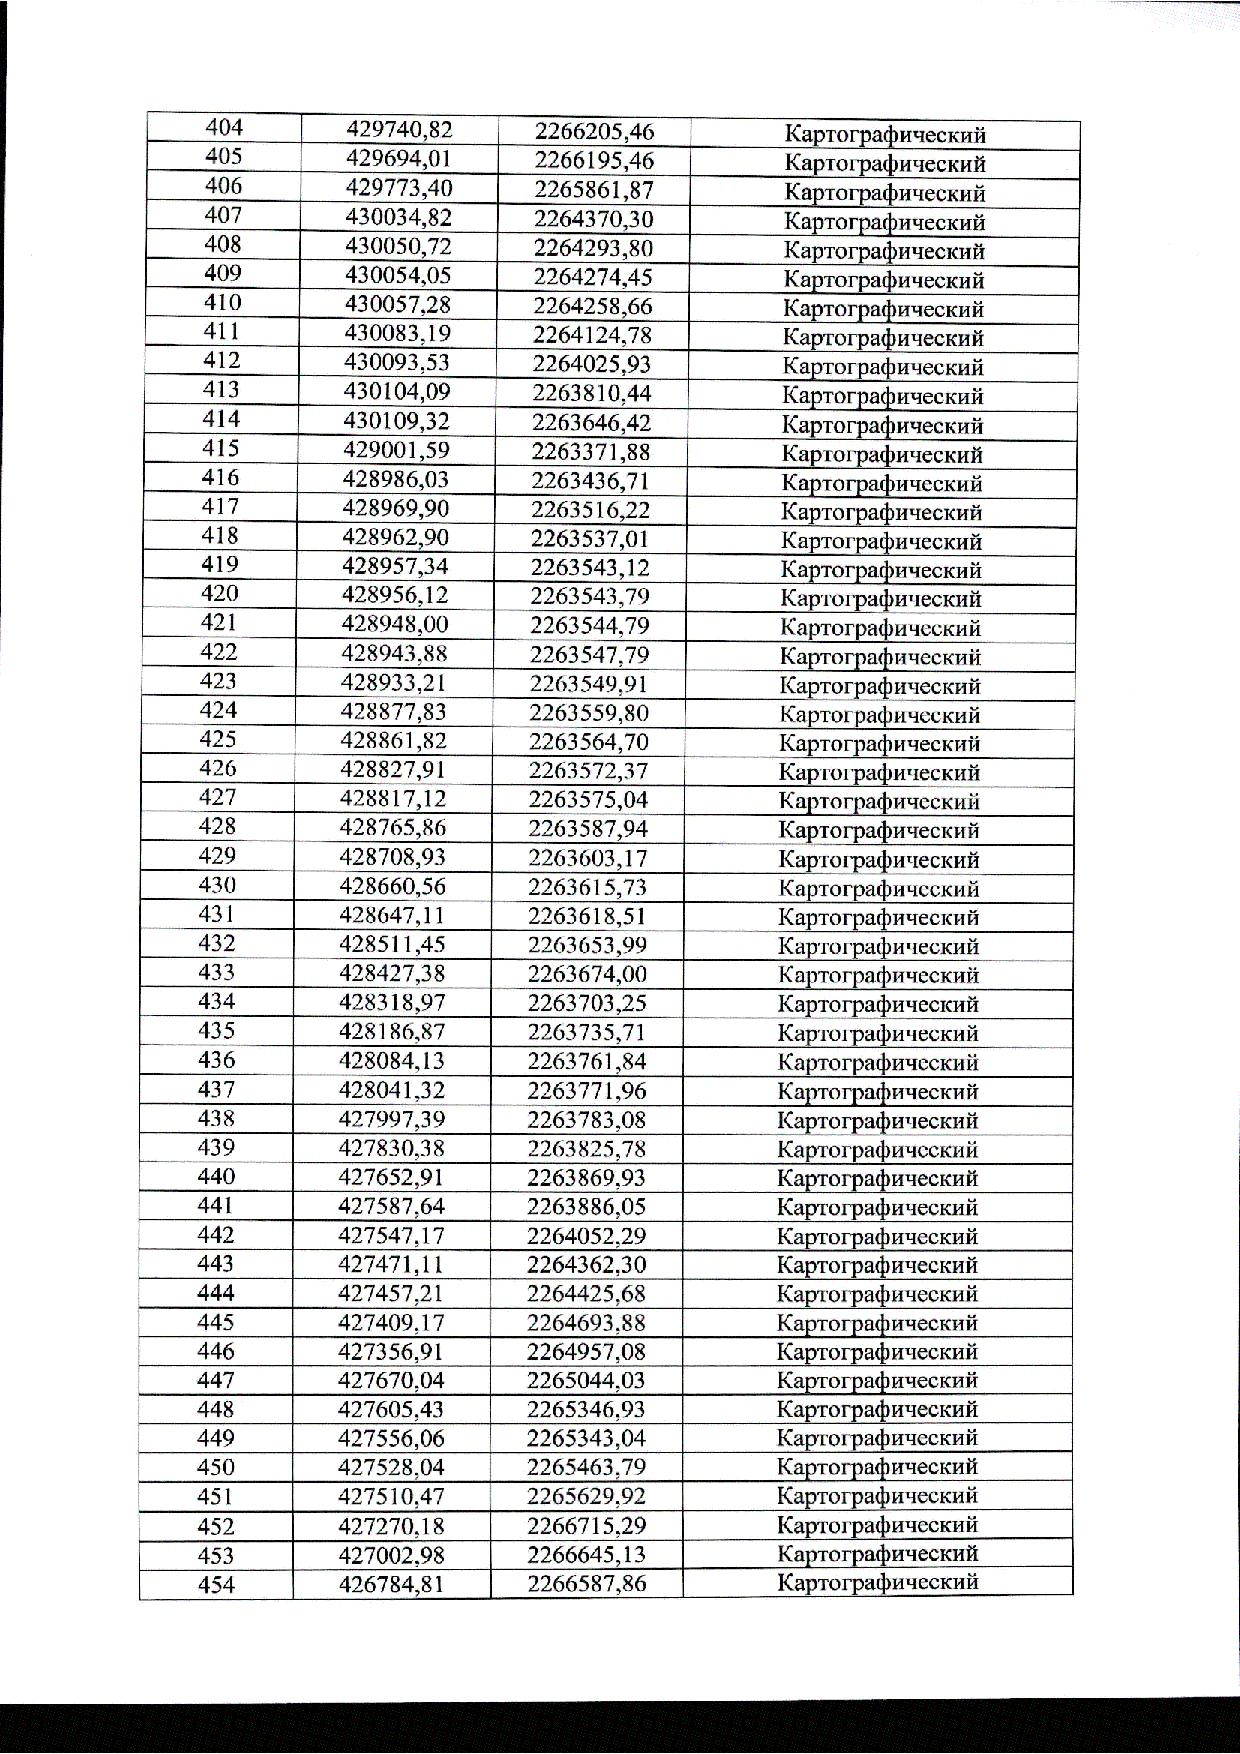 404 429740,82 2266205,46 Картографический
405 429694,01 2266195,46 Картографический
406 429773,40 2265861,87 Картографический
407 430034,82 2264370,30 Картографический
408 430050,72 2264293,80 Картографический
409 430054,05 2264274,45 Картографический
410 430057,28 2264258,66 Картографический
411 430083,19 2264124,78 Картографический
412 430093,53 2264025,93 Картографический
413 430104,09 2263810,44 Картографический
414 430109,32 2263646,42 Картографический
415 429001,59 2263371,88 Картографический
416 428986,03 2263436,71 Картографический
417 428969,90 2263516,22 Картографический
418 428962,90 2263537,01 Картографический
419 428957,34 2263543,12 Картографический
420 428956,12 2263543,79 Картографический
421 428948,00 2263544,79 Картографический
422 428943,88 2263547,79 Картографический
423 428933,21 2263549,91 Картографический
424 428877,83 2263559,80 Картографический
425 428861,82 2263564,70 Картографический
426 428827,91 2263572,37 Картографический
427 428817,12 2263575,04 Картографический
428 428765,86 2263587,94 Картографический
429 428708,93 2263603,17 Картографический
430 428660,56 2263615,73 Картографический
431 428647,11 2263618,51 Картографический
432 428511,45 2263653,99 Картографический
433 428427,38 2263674,00 Картографический
434 428318,97 2263703,25 Картографический
435 428186,87 2263735,71 Картографический
436 428084,13 2263761,84 Картографический
437 428041,32 2263771,96 Картографический
438 427997,39 2263783,08 Картографический
439 427830,38 2263825,78 Картографический
440 427652,91 2263869,93 Картографический
441 427587,64 2263886,05 Картографический
442 427547,17 2264052,29 Картографический
443 427471,11 2264362,30 Картографический
444 427457,21 2264425,68 Картографический
445 427409,17 2264693,88 Картографический
446 427356,91 2264957,08 Картографический
447 427670,04 2265044,03 Картографический
448 427605,43 2265346,93 Картографический
449 427556,06 2265343,04 Картографический
450 427528,04 2265463,79 Картографический
451 427510,47 2265629,92 Картографический
452 427270,18 2266715,29 Картографический
453 427002,98 2266645,13 Картографический
454 426784,81 2266587,86 Картографический